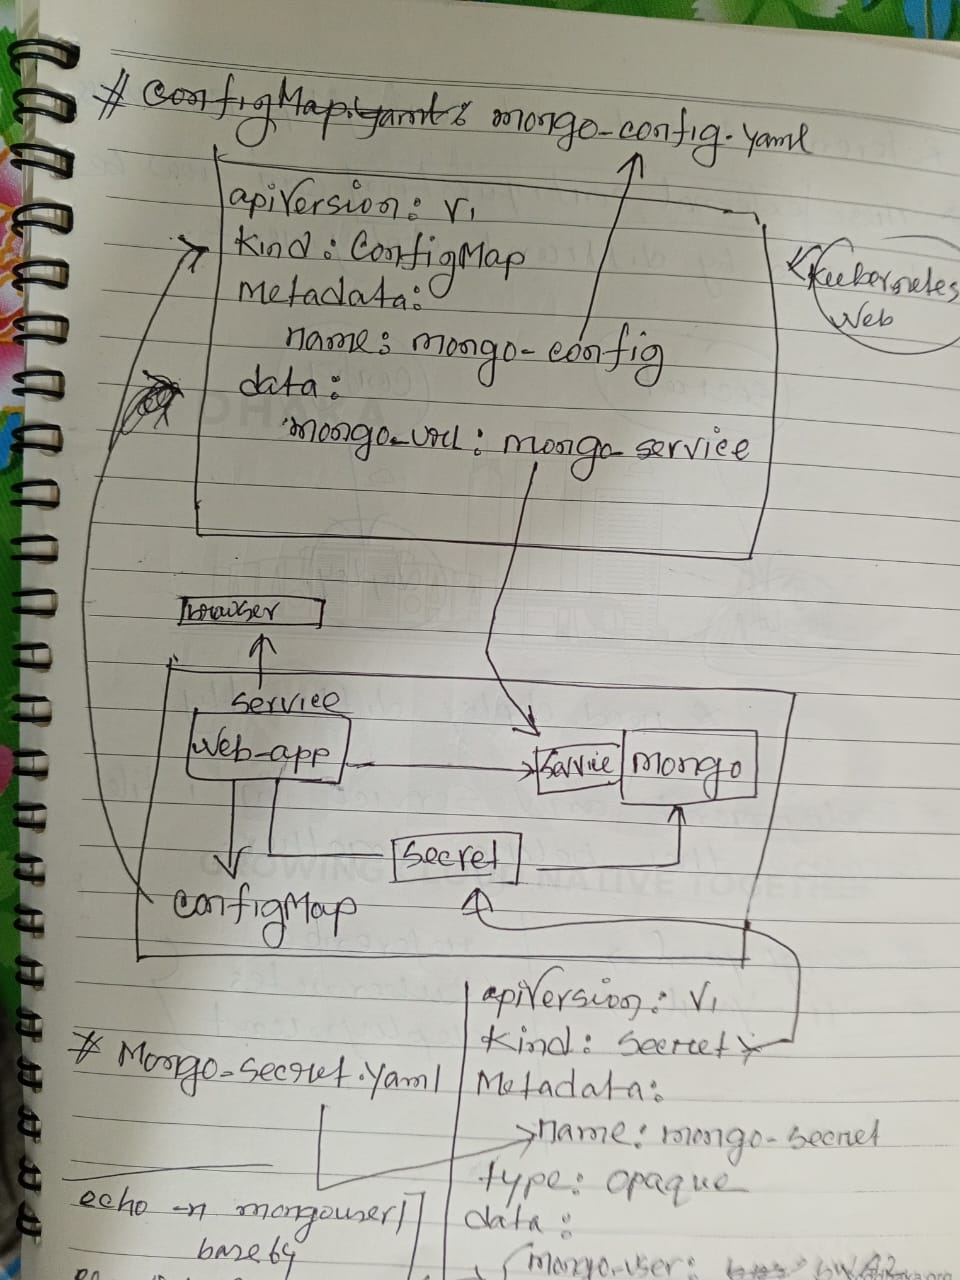 # ConfigMap.yaml: mongo-config.yaml
apiVersion: v1
kind: ConfigMap
Metadata:
name: mongo-config
data:
mongo-url: mongo-service
Kubernetes
Web
browser
Service
Web-app
Service
mongo
Secret
ConfigMap
# Mongo-secret.yaml
echo -n mongouser |
base64
apiVersion: v1
kind: Secret
Metadata:
name: mongo-secret
type: opaque
data:
mongo-user: